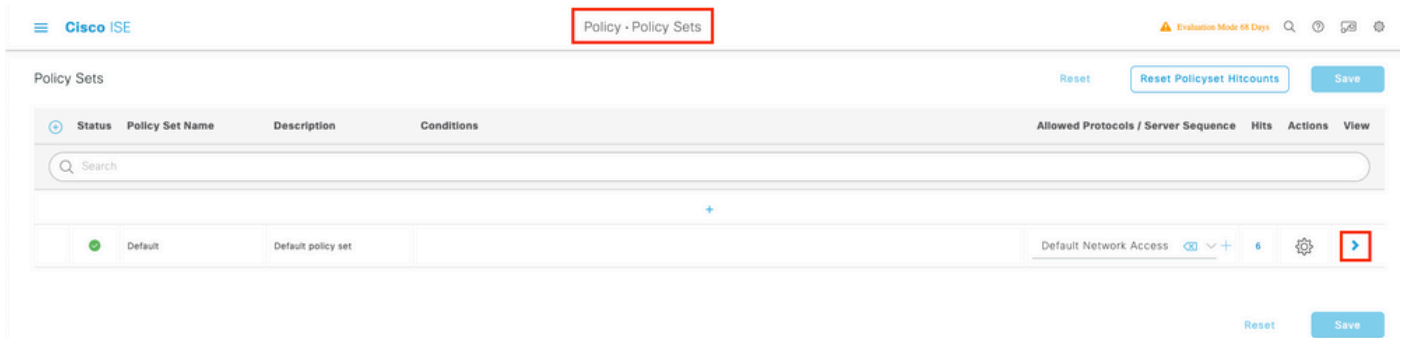 Cisco ISE
Policy · Policy Sets
Evaluation Mode 68 Days
Policy Sets
Reset
Reset Policyset Hitcounts
Save
Status Policy Set Name Description Conditions Allowed Protocols / Server Sequence Hits Actions View
Search
+
Default Default policy set Default Network Access + 6
Reset
Save